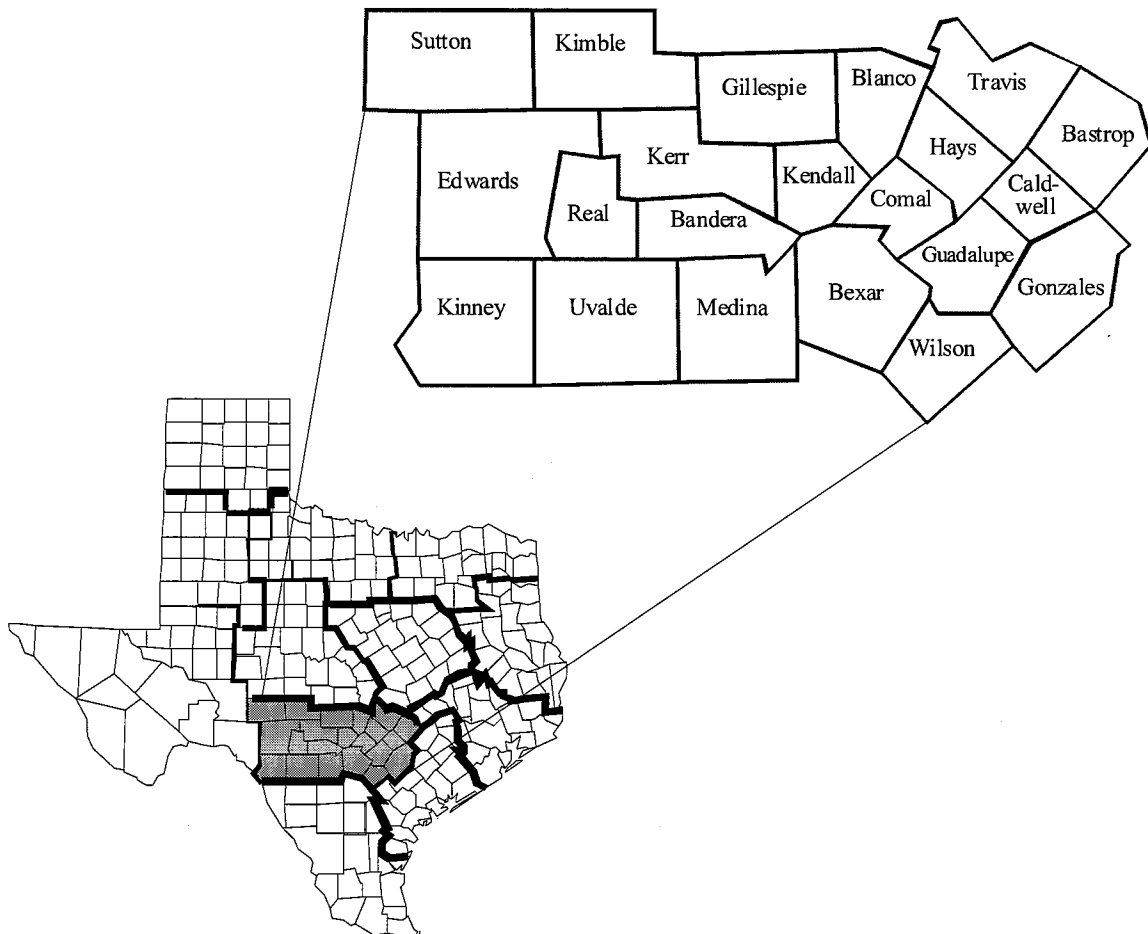 Sutton
Kimble
Gillespie
Blanco
Travis
Bastrop
Edwards
Kerr
Hays
Kendall
Cald-
well
Real
Comal
Bandera
Guadalupe
Gonzales
Kinney
Uvalde
Medina
Bexar
Wilson